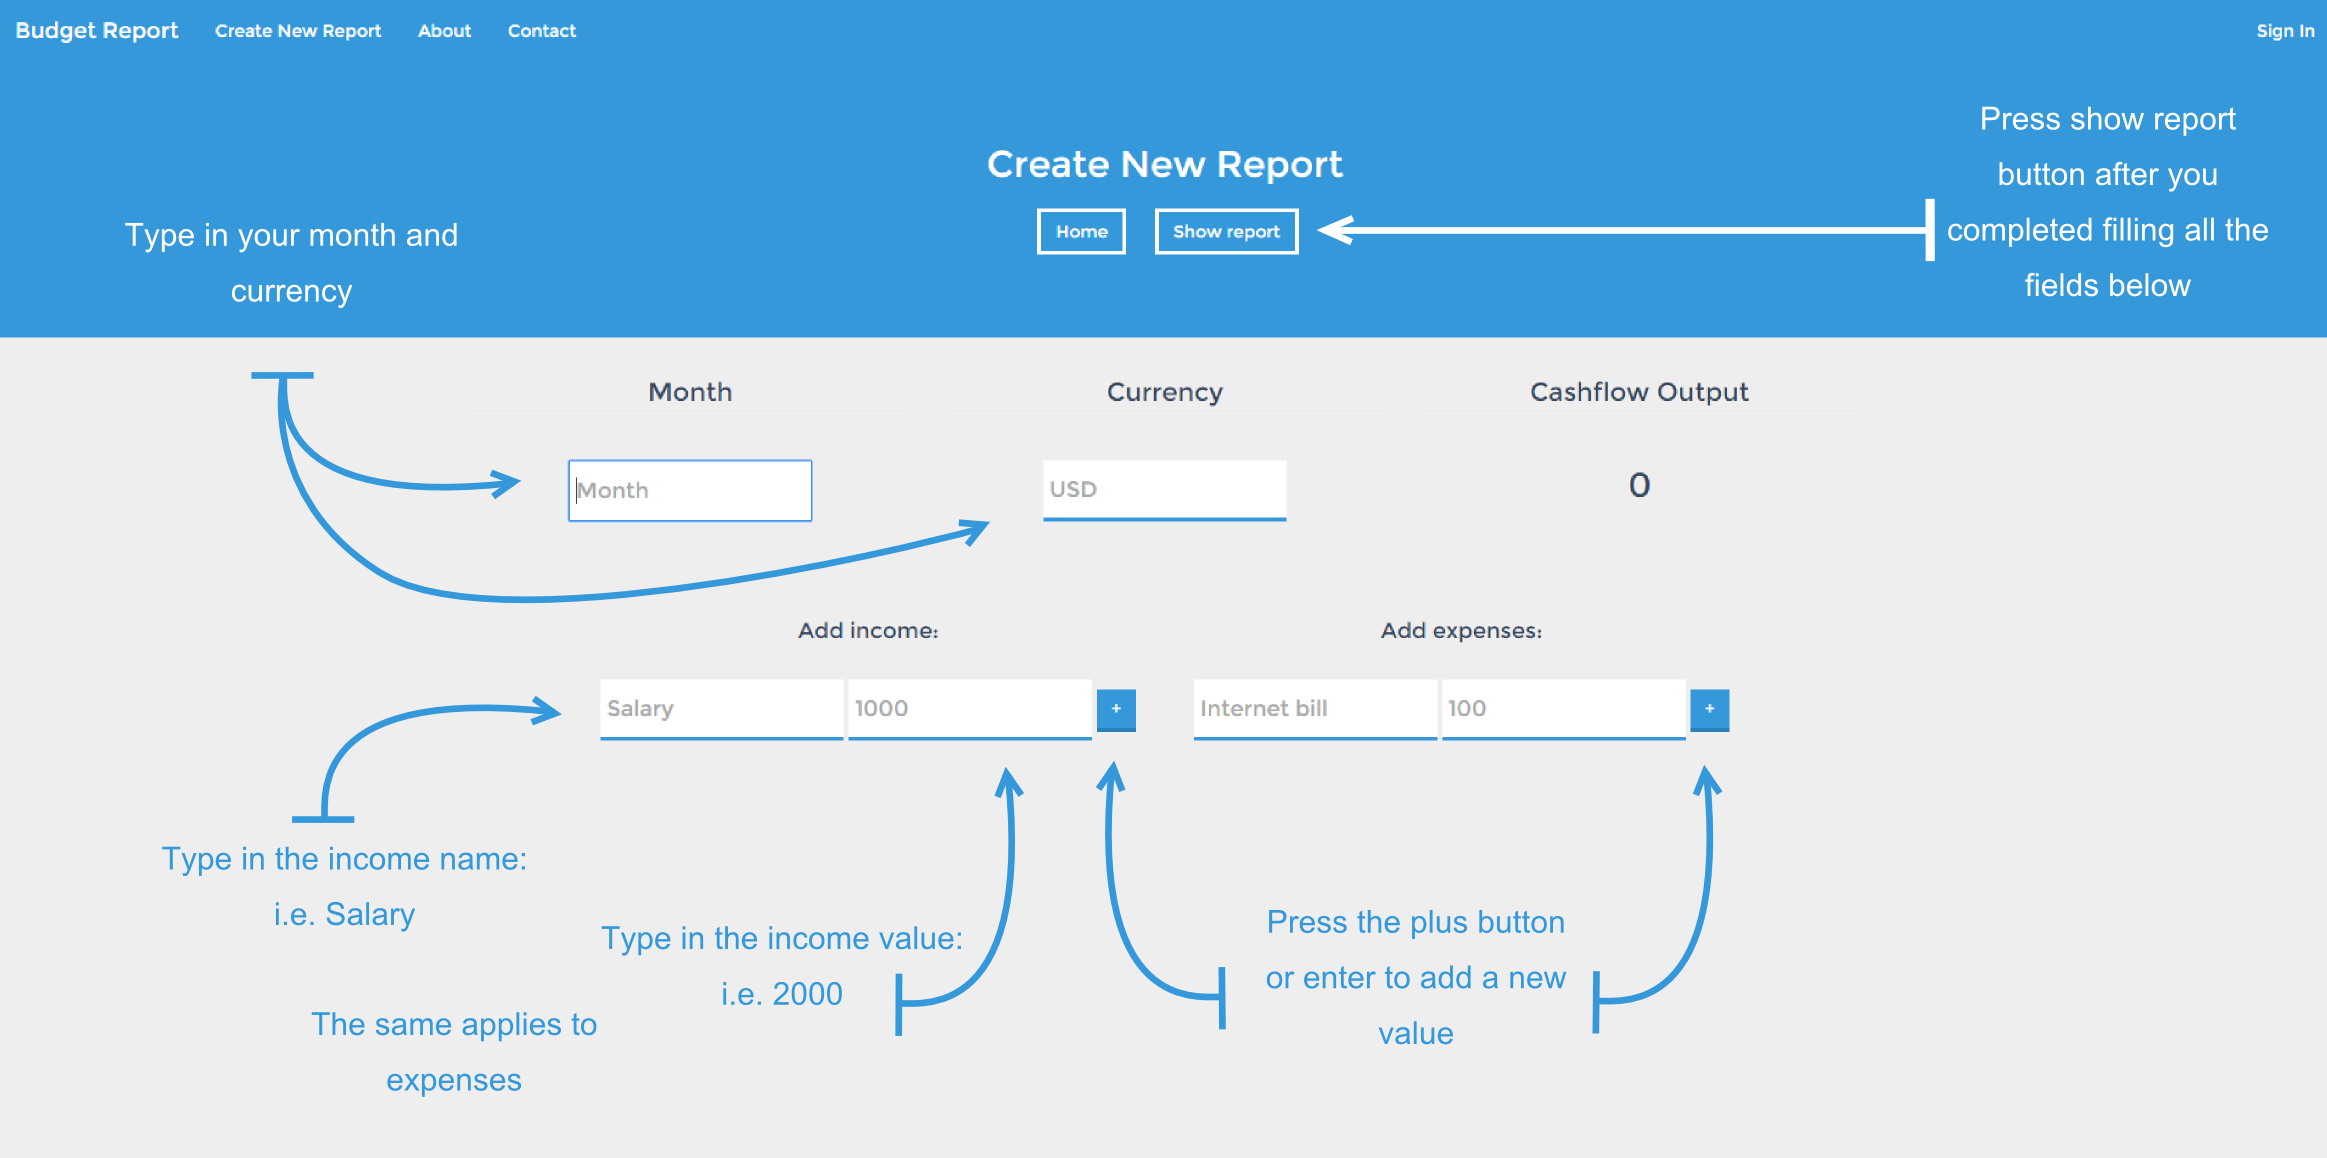 Budget Report Create New Report About Contact Sign In
Create New Report
Home Show report
Press show report
button after you
completed filling all the
fields below
Type in your month and
currency
Month Currency Cashflow Output
Month USD 0
Add income: Add expenses:
Salary 1000 + Internet bill 100 +
Type in the income name:
i.e. Salary
The same applies to
expenses
Type in the income value:
i.e. 2000
Press the plus button
or enter to add a new
value